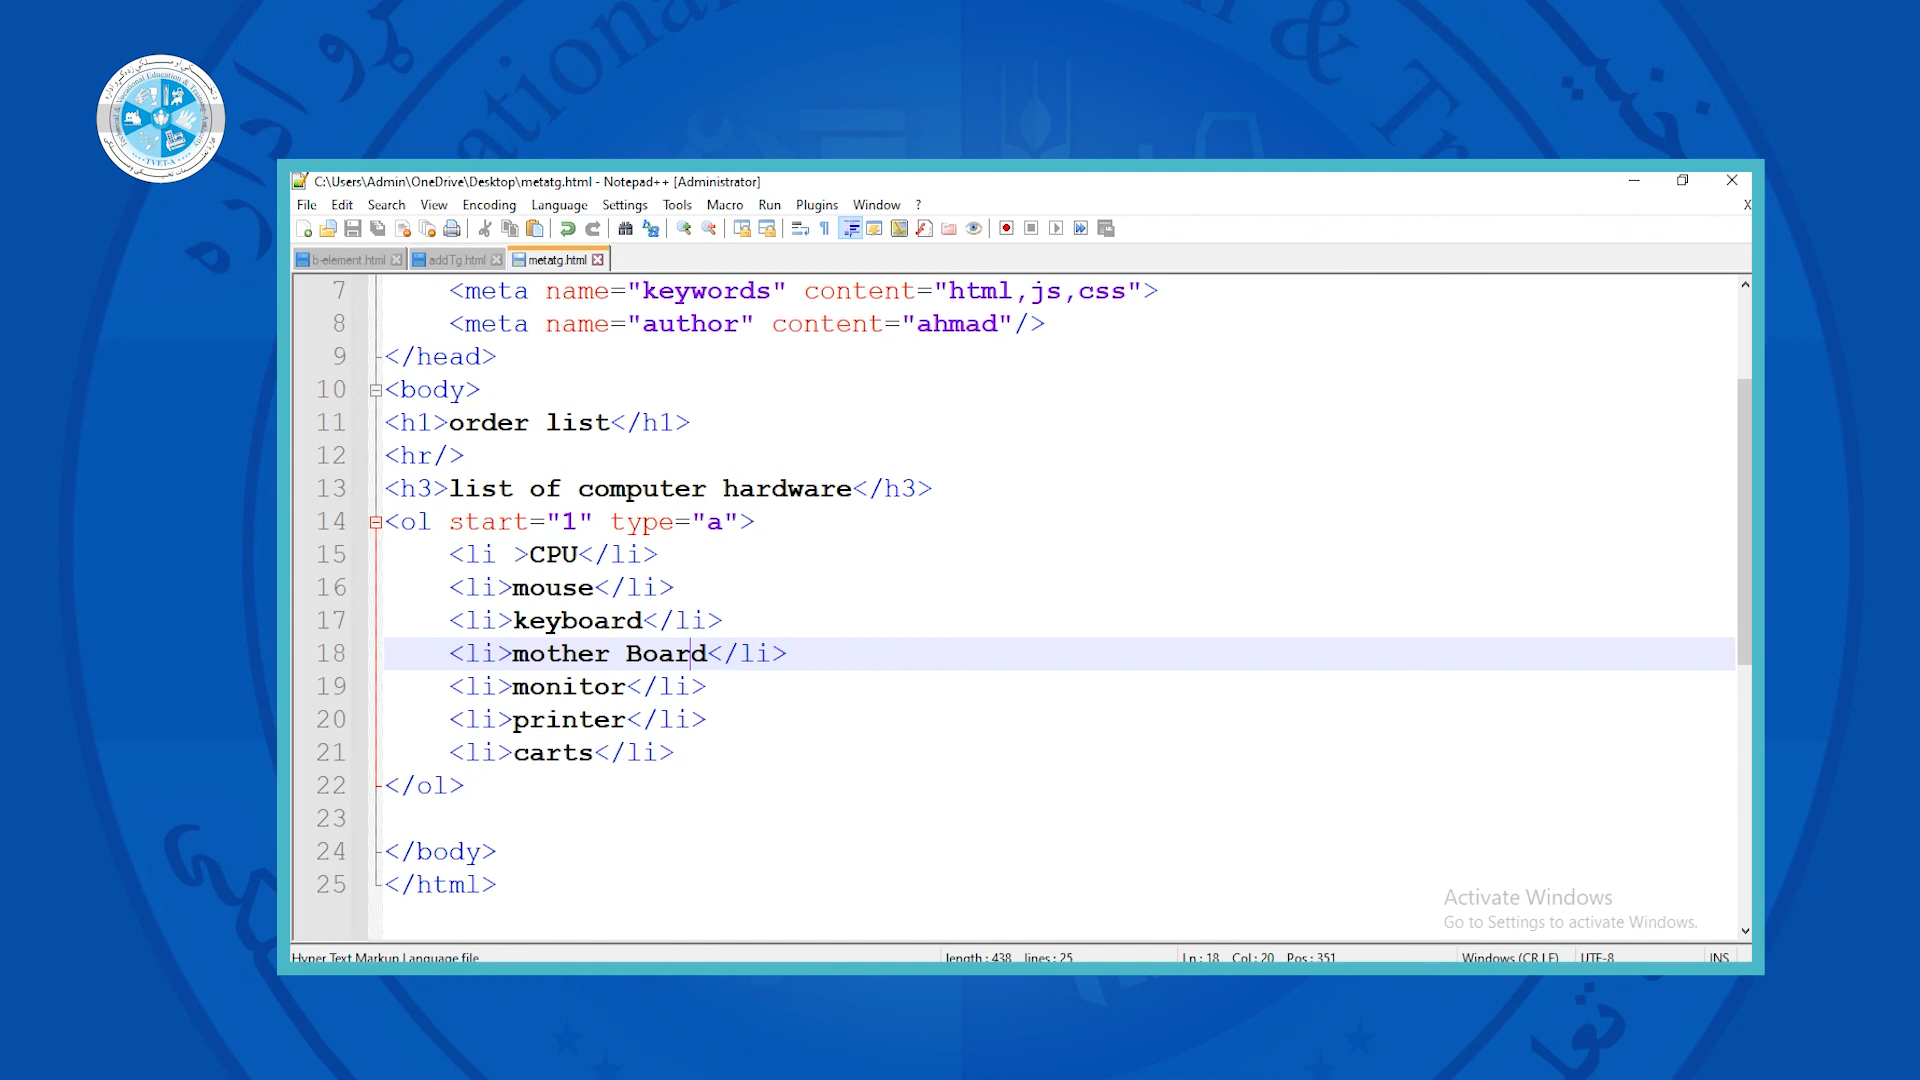 C:\Users\Admin\OneDrive\Desktop\metatg.html - Notepad++ [Administrator]
File Edit Search View Encoding Language Settings Tools Macro Run Plugins Window ? X
b-element.html addTg.html metatg.html
7 <meta name="keywords" content="html,js,css">
8 <meta name="author" content="ahmad"/>
9 </head>
10 <body>
11 <h1>order list</h1>
12 <hr/>
13 <h3>list of computer hardware</h3>
14 <ol start="1" type="a">
15 <li >CPU</li>
16 <li>mouse</li>
17 <li>keyboard</li>
18 <li>mother Board</li>
19 <li>monitor</li>
20 <li>printer</li>
21 <li>carts</li>
22 </ol>
23
24 </body>
25 </html>
Activate Windows
Go to Settings to activate Windows.
Hyper Text Markup Language file length : 438 lines : 25 Ln : 18 Col : 20 Pos : 351 Windows (CR LF) UTF-8 INS
TVET-A